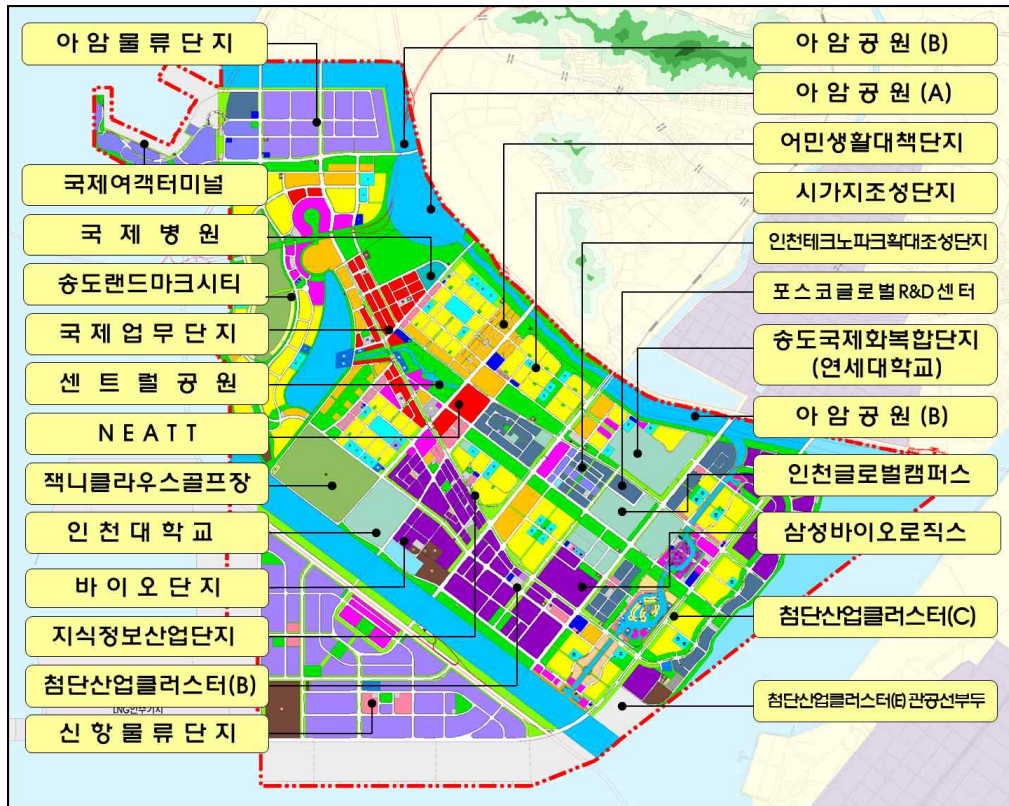 아암물류단지
국제여객터미널
국제병원
송도랜드마크시티
국제업무단지
센트럴공원
NEATT
잭니클라우스골프장
인천대학교
바이오단지
지식정보산업단지
첨단산업클러스터(B)
LNG인수기지
신항물류단지
아암공원(B)
아암공원(A)
어민생활대책단지
시가지조성단지
인천테크노파크확대조성단지
포스코글로벌R&D센터
송도국제화복합단지
(연세대학교)
아암공원(B)
인천글로벌캠퍼스
삼성바이오로직스
첨단산업클러스터(C)
첨단산업클러스터(E)관공선부두